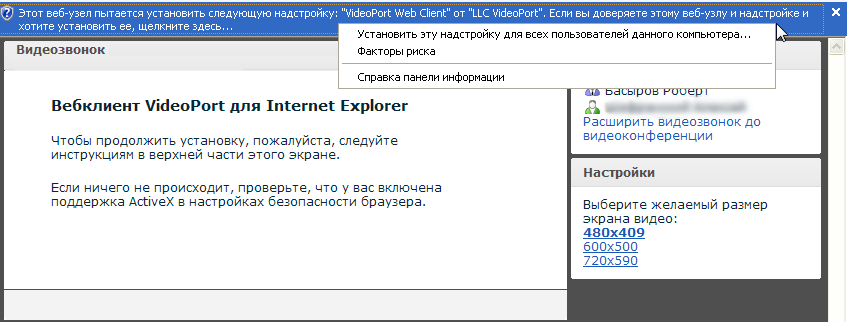 Этот веб-узел пытается установить следующую надстройку: "VideoPort Web Client" от "LLC VideoPort". Если вы доверяете этому веб-узлу и надстройке и
хотите установить ее, щелкните здесь...
Установить эту надстройку для всех пользователей данного компьютера...
Факторы риска
Справка панели информации
Видеозвонок
Вебклиент VideoPort для Internet Explorer
Чтобы продолжить установку, пожалуйста, следуйте
инструкциям в верхней части этого экране.
Если ничего не происходит, проверьте, что у вас включена
поддержка ActiveX в настройках безопасности браузера.
Басыров Роберт
Расширить видеозвонок до
видеоконференции
Настройки
Выберите желаемый размер
экрана видео:
480x409
600x500
720x590